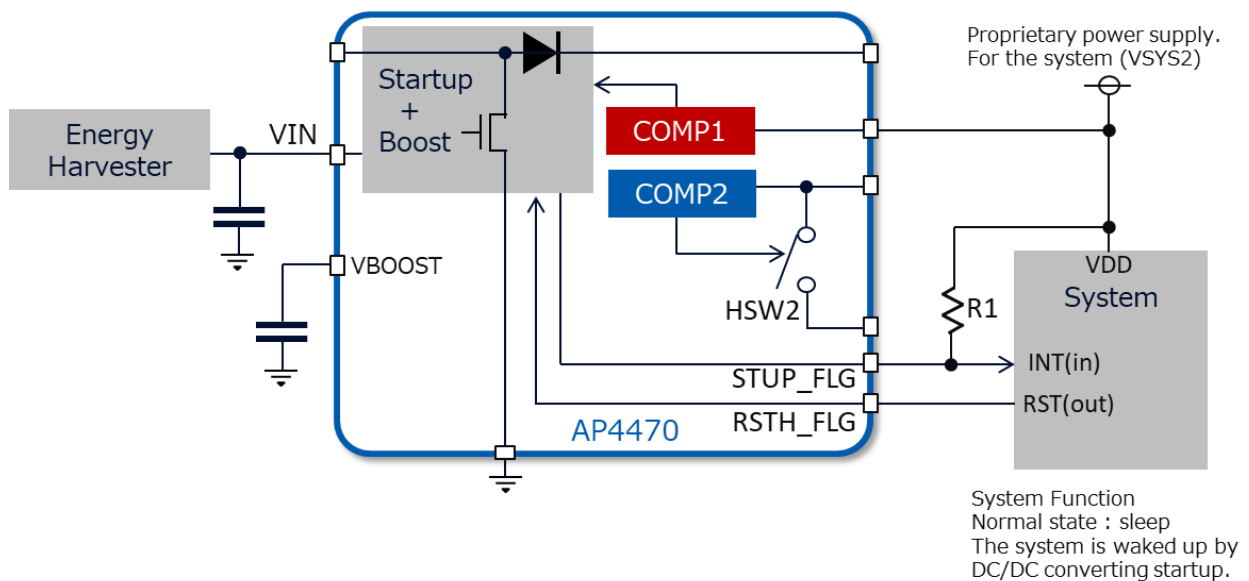 Proprietary power supply.
For the system (VSYS2)
Startup
+
Boost
COMP1
COMP2
Energy
Harvester
VIN
VBOOST
HSW2
R1
VDD
System
INT(in)
RST(out)
STUP_FLG
RSTH_FLG
AP4470
System Function
Normal state : sleep
The system is waked up by
DC/DC converting startup.